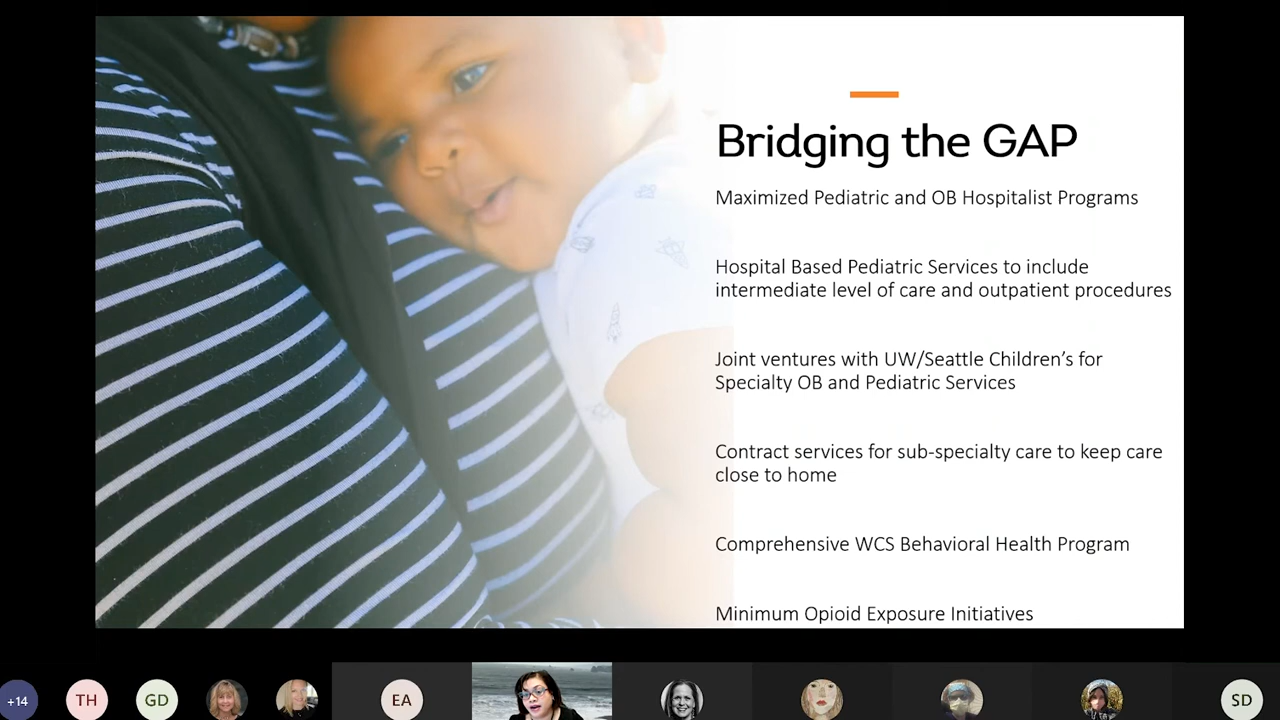 Bridging the GAP
Maximized Pediatric and OB Hospitalist Programs
Hospital Based Pediatric Services to include
intermediate level of care and outpatient procedures
Joint ventures with UW/Seattle Children’s for
Specialty OB and Pediatric Services
Contract services for sub-specialty care to keep care
close to home
Comprehensive WCS Behavioral Health Program
Minimum Opioid Exposure Initiatives
+14
TH
GD
EA
SD